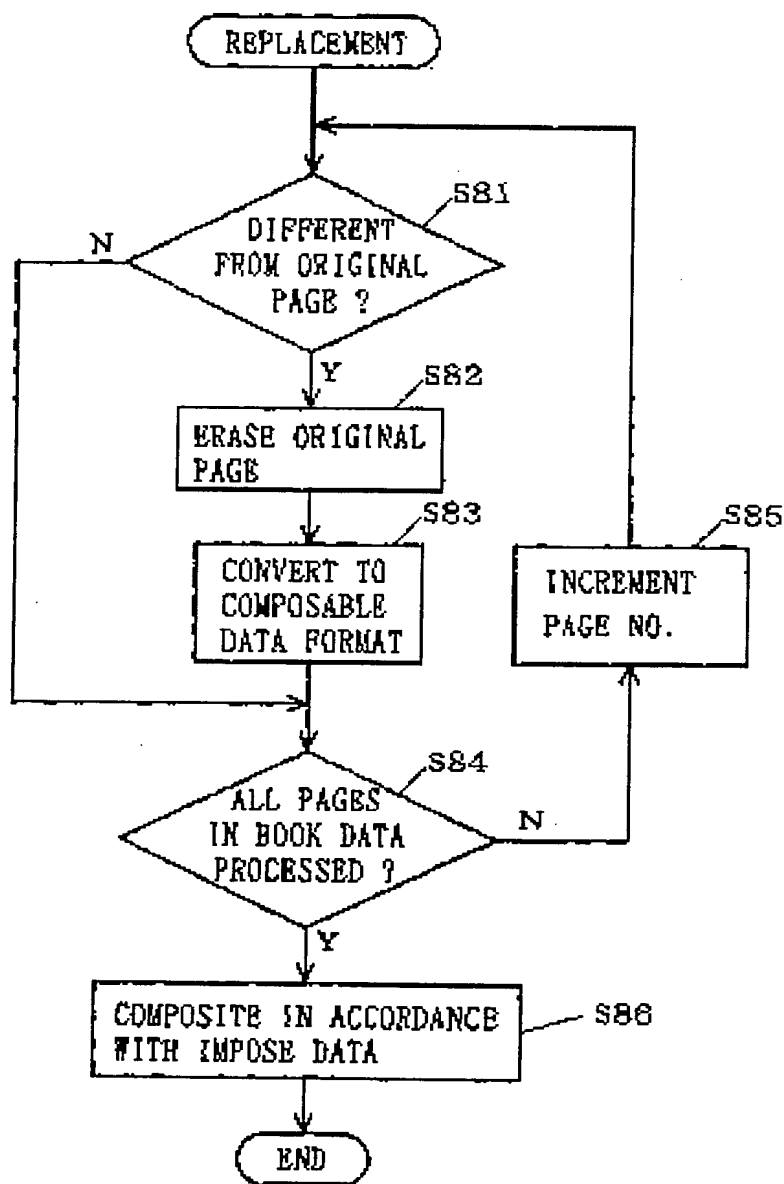 REPLACEMENT
S81
N
DIFFERENT
FROM ORIGINAL
PAGE ?
Y
S82
ERASE ORIGINAL
PAGE
S83
CONVERT TO
COMPOSABLE
DATA FORMAT
S85
INCREMENT
PAGE NO.
S84
ALL PAGES
IN BOOK DATA
PROCESSED ?
N
Y
S86
COMPOSITE IN ACCORDANCE
WITH IMPOSE DATA
END